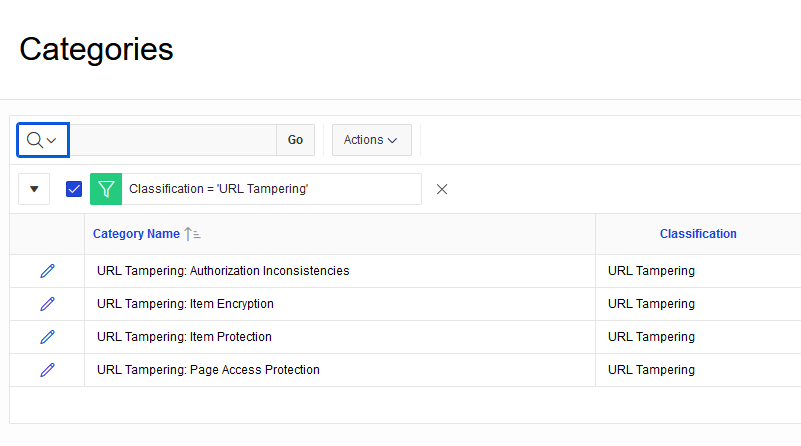 Categories
Go
Actions
Classification = 'URL Tampering'
Category Name Classification
URL Tampering: Authorization Inconsistencies URL Tampering
URL Tampering: Item Encryption URL Tampering
URL Tampering: Item Protection URL Tampering
URL Tampering: Page Access Protection URL Tampering